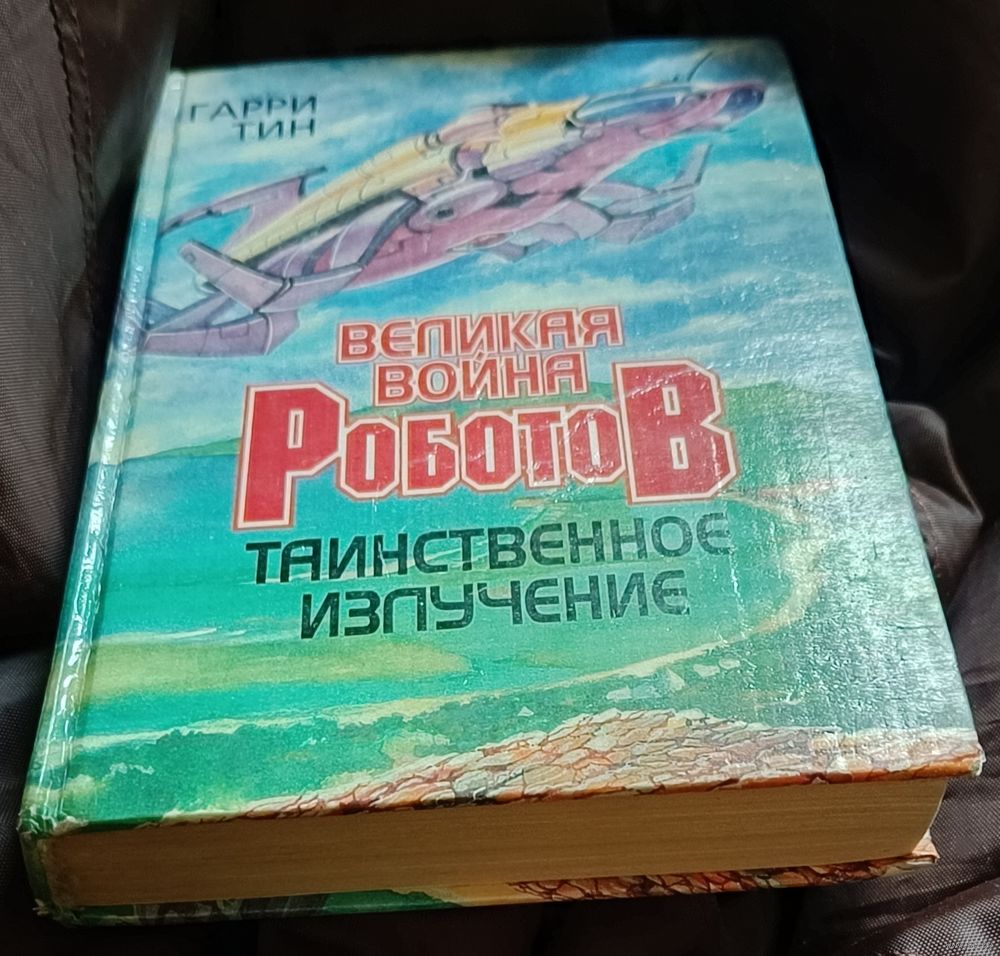 ГАРРИ
ТИН
ВЕЛИКАЯ
ВОЙНА
РОБОТОВ
ТАИНСТВЕННОЕ
ИЗЛУЧЕНИЕ